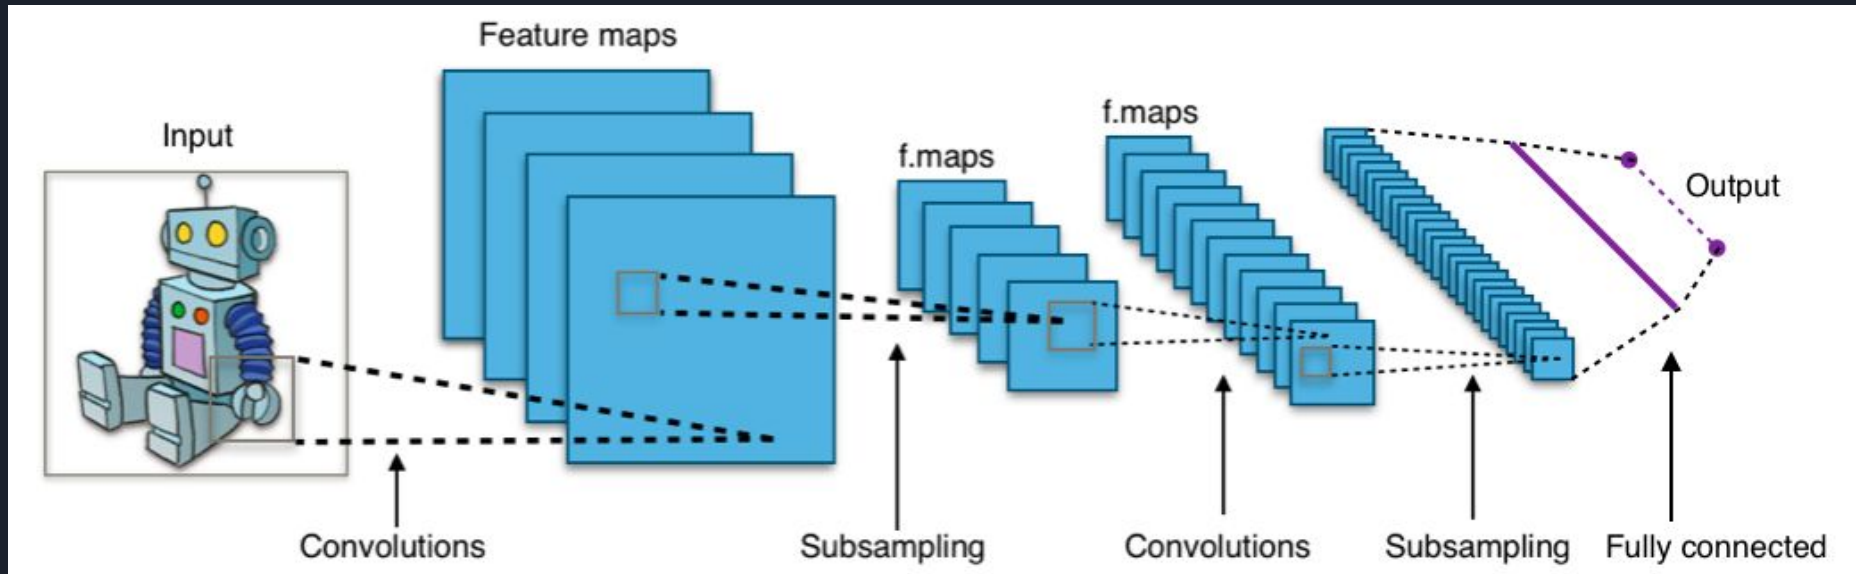 Feature maps
Input
f.maps
f.maps
Output
Convolutions
Subsampling
Convolutions
Subsampling
Fully connected